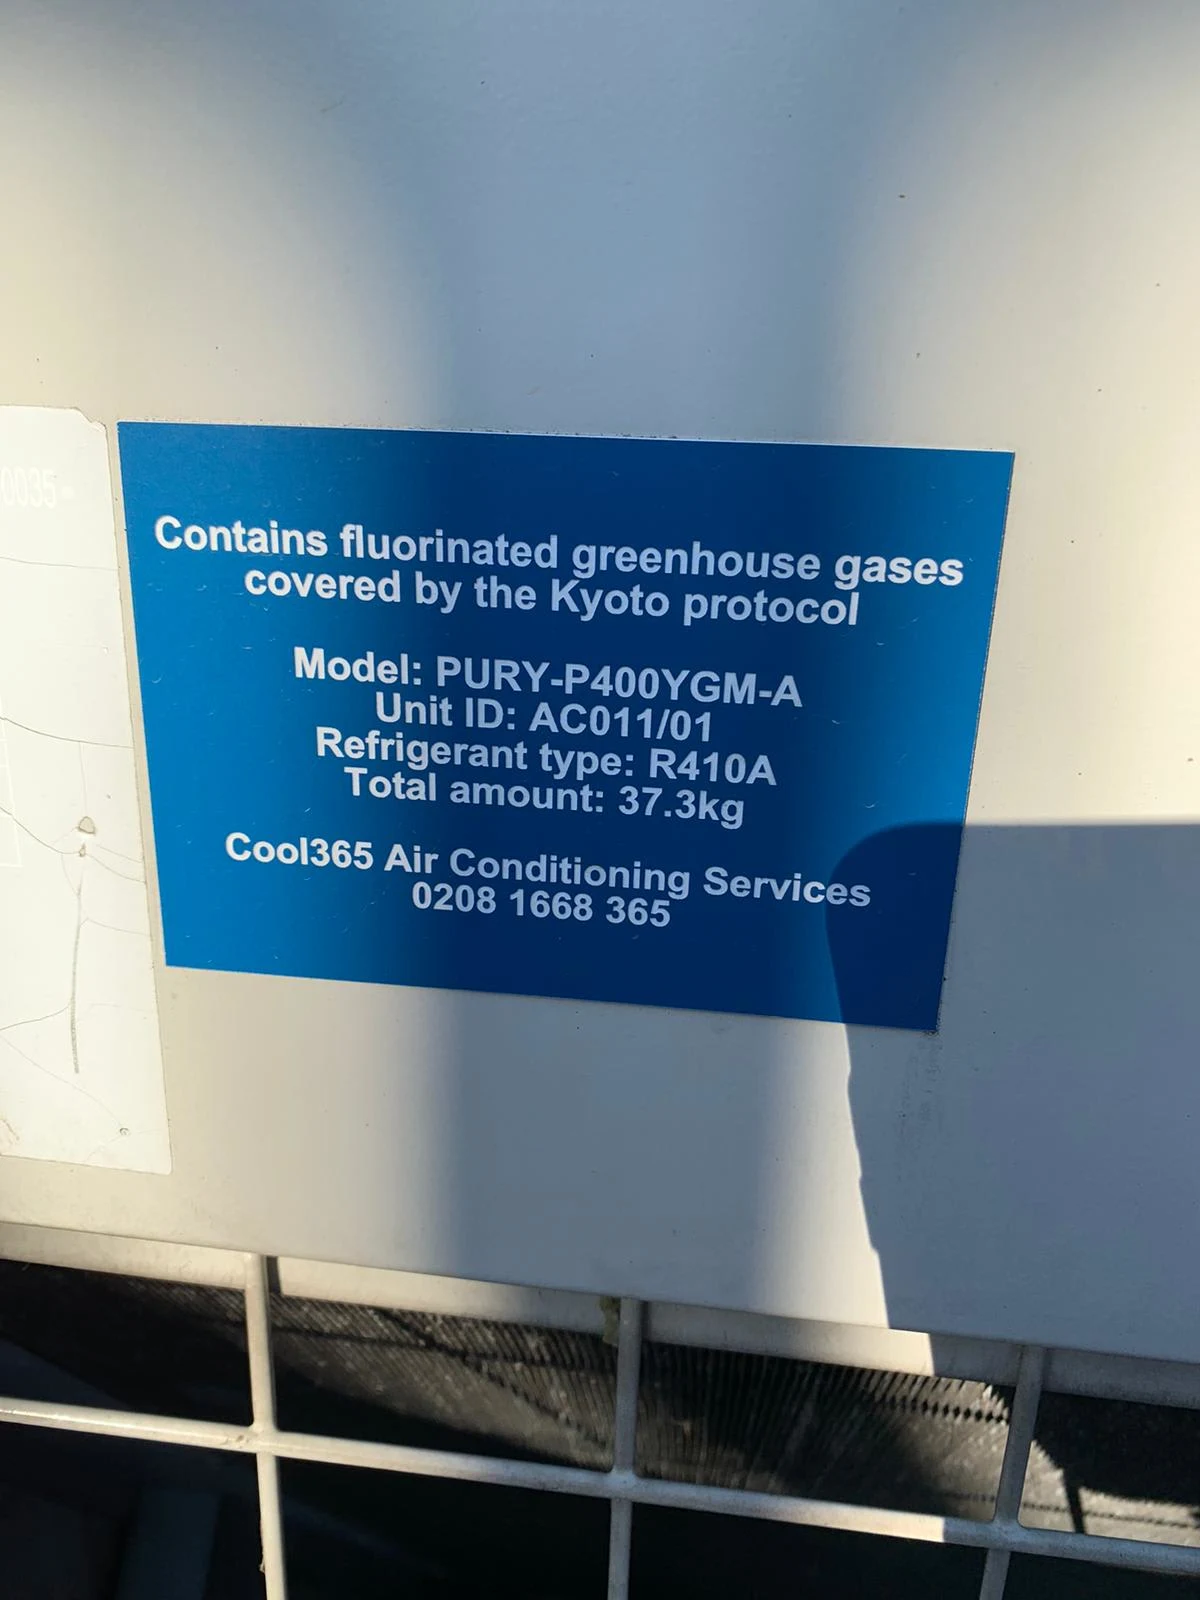 0035
Contains fluorinated greenhouse gases
covered by the Kyoto protocol
Model: PURY-P400YGM-A
Unit ID: AC011/01
Refrigerant type: R410A
Total amount: 37.3kg
Cool365 Air Conditioning Services
0208 1668 365